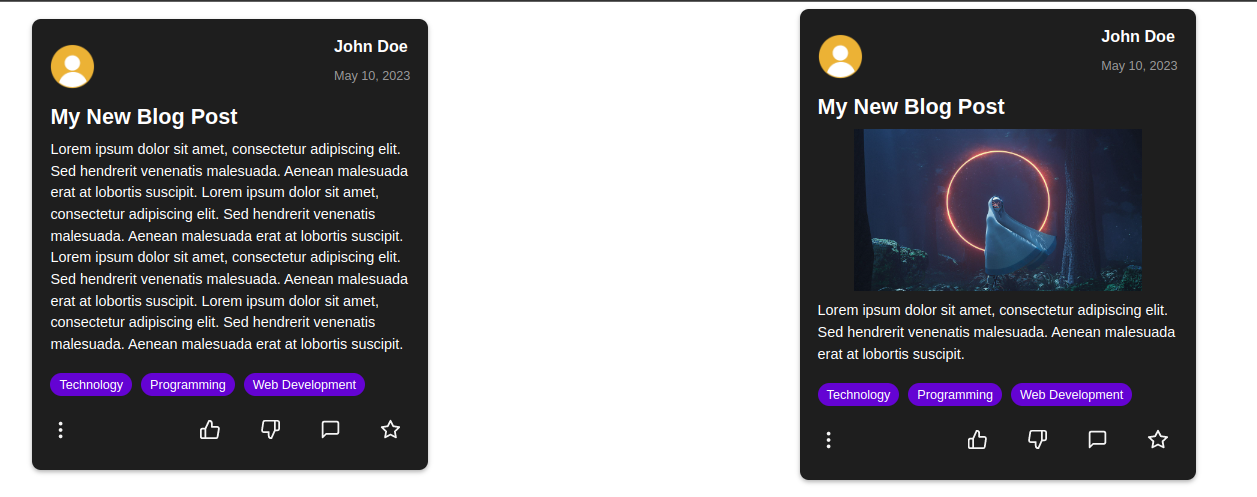 John Doe
May 10, 2023
My New Blog Post
Lorem ipsum dolor sit amet, consectetur adipiscing elit.
Sed hendrerit venenatis malesuada. Aenean malesuada
erat at lobortis suscipit. Lorem ipsum dolor sit amet,
consectetur adipiscing elit. Sed hendrerit venenatis
malesuada. Aenean malesuada erat at lobortis suscipit.
Lorem ipsum dolor sit amet, consectetur adipiscing elit.
Sed hendrerit venenatis malesuada. Aenean malesuada
erat at lobortis suscipit. Lorem ipsum dolor sit amet,
consectetur adipiscing elit. Sed hendrerit venenatis
malesuada. Aenean malesuada erat at lobortis suscipit.
Technology Programming Web Development
John Doe
May 10, 2023
My New Blog Post
Lorem ipsum dolor sit amet, consectetur adipiscing elit.
Sed hendrerit venenatis malesuada. Aenean malesuada
erat at lobortis suscipit.
Technology Programming Web Development